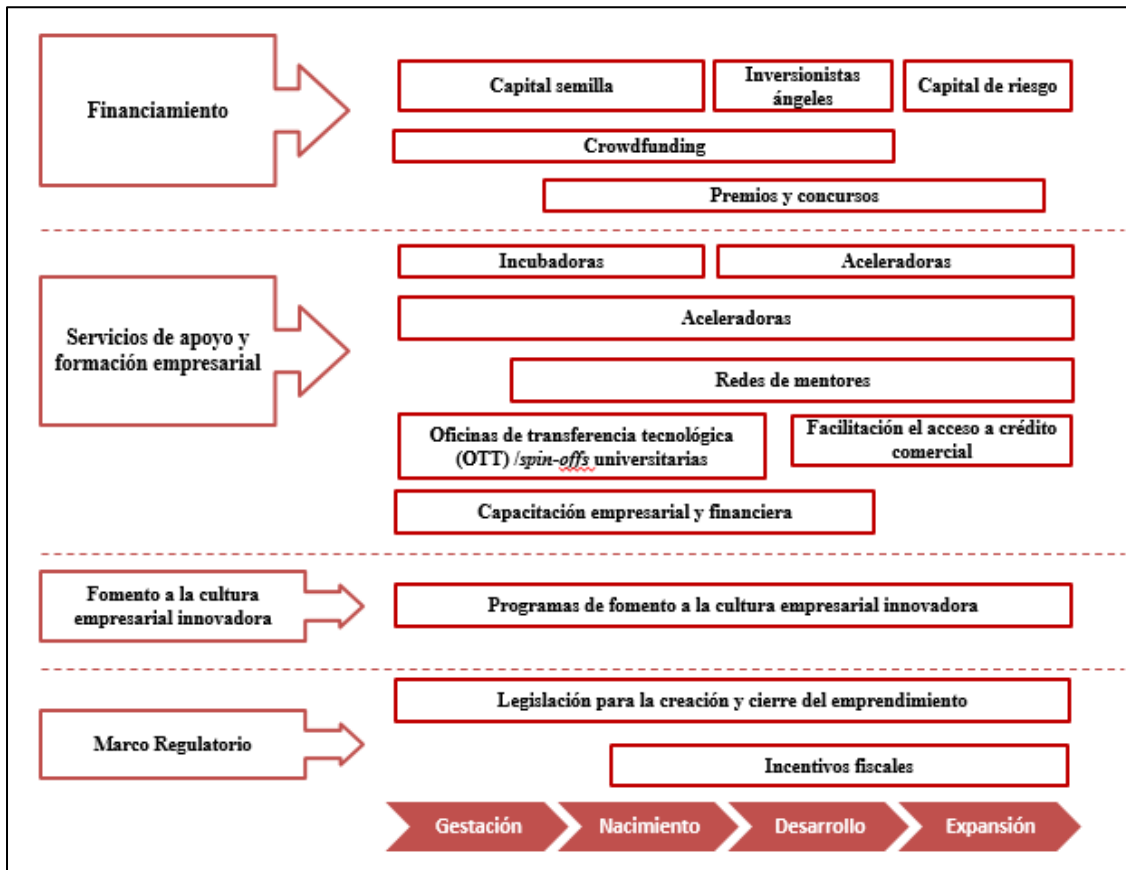 Financiamiento
Capital semilla
Inversionistas
ángeles
Capital de riesgo
Crowdfunding
Premios y concursos
Servicios de apoyo y
formación empresarial
Incubadoras
Aceleradoras
Aceleradoras
Redes de mentores
Oficinas de transferencia tecnológica
(OTT) /spin-offs universitarias
Facilitación el acceso a crédito
comercial
Capacitación empresarial y financiera
Fomento a la cultura
empresarial innovadora
Programas de fomento a la cultura empresarial innovadora
Marco Regulatorio
Legislación para la creación y cierre del emprendimiento
Incentivos fiscales
Gestación
Nacimiento
Desarrollo
Expansión